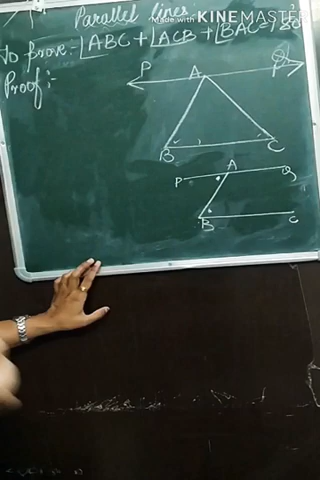 Parallel lines
Made with KINEMASTER
To prove:- ∠ABC + ∠ACB + ∠BAC = 180°
Proof:-
P A Q
B C
P A Q
B C